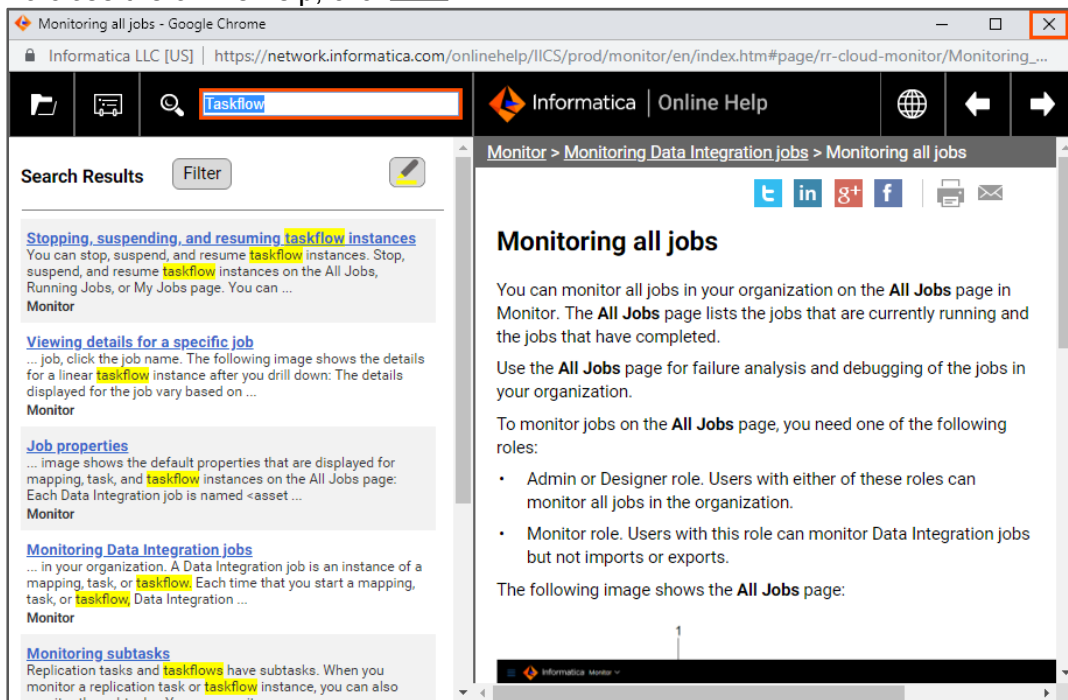 Monitoring all jobs - Google Chrome
Informatica LLC [US] | https://network.informatica.com/onlinehelp/IICS/prod/monitor/en/index.htm#page/rr-cloud-monitor/Monitoring_...
Taskflow
Informatica | Online Help
Search Results
Filter
Stopping, suspending, and resuming taskflow instances
You can stop, suspend, and resume taskflow instances. Stop,
suspend, and resume taskflow instances on the All Jobs,
Running Jobs, or My Jobs page. You can ...
Monitor
Viewing details for a specific job
... job, click the job name. The following image shows the details
for a linear taskflow instance after you drill down: The details
displayed for the job vary based on ...
Monitor
Job properties
... image shows the default properties that are displayed for
mapping, task, and taskflow instances on the All Jobs page:
Each Data Integration job is named <asset ...
Monitor
Monitoring Data Integration jobs
... in your organization. A Data Integration job is an instance of a
mapping, task, or taskflow. Each time that you start a mapping,
task, or taskflow, Data Integration ...
Monitor
Monitoring subtasks
Replication tasks and taskflows have subtasks. When you
monitor a replication task or taskflow instance, you can also
Monitor > Monitoring Data Integration jobs > Monitoring all jobs
in g+ f
Monitoring all jobs
You can monitor all jobs in your organization on the All Jobs page in
Monitor. The All Jobs page lists the jobs that are currently running and
the jobs that have completed.
Use the All Jobs page for failure analysis and debugging of the jobs in
your organization.
To monitor jobs on the All Jobs page, you need one of the following
roles:
• Admin or Designer role. Users with either of these roles can
monitor all jobs in the organization.
• Monitor role. Users with this role can monitor Data Integration jobs
but not imports or exports.
The following image shows the All Jobs page:
1
Informatica Monitor